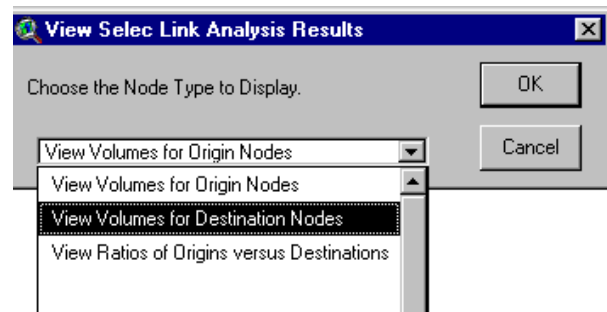 View Selec Link Analysis Results
Choose the Node Type to Display.
OK
Cancel
View Volumes for Origin Nodes
View Volumes for Origin Nodes
View Volumes for Destination Nodes
View Ratios of Origins versus Destinations